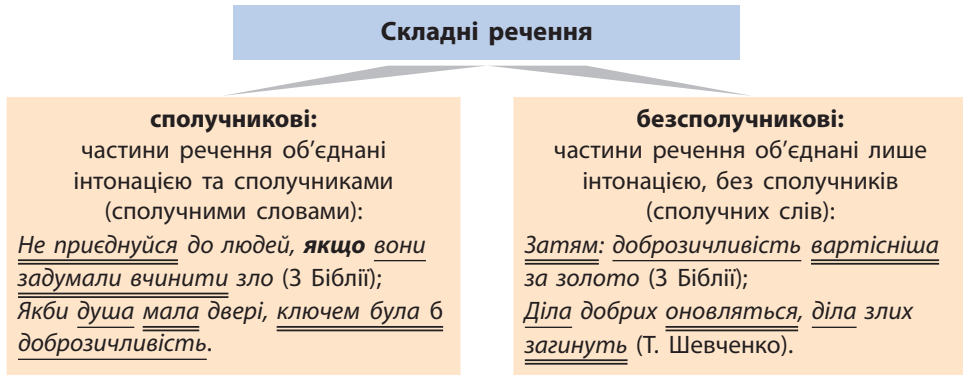 Складні речення
сполучникові:
частини речення об’єднані
інтонацією та сполучниками
(сполучними словами):
Не приєднуйся до людей, якщо вони
задумали вчинити зло (З Біблії);
Якби душа мала двері, ключем була б
доброзичливість.
безсполучникові:
частини речення об’єднані лише
інтонацією, без сполучників
(сполучних слів):
Затям: доброзичливість вартісніша
за золото (З Біблії);
Діла добрих оновляться, діла злих
загинуть (Т. Шевченко).